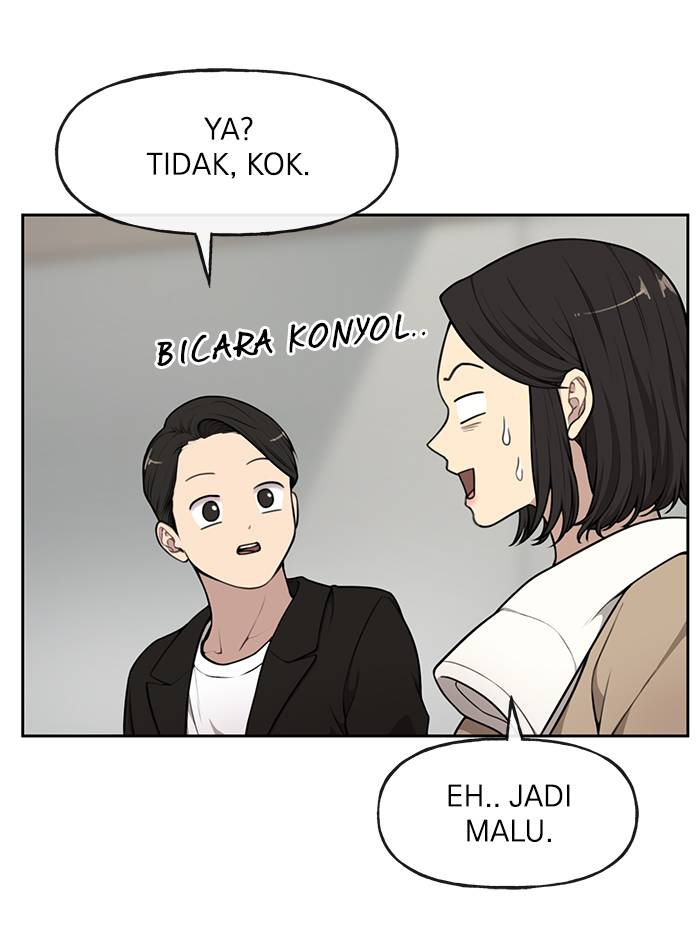 YA?
TIDAK, KOK.
BICARA KONYOL..
EH.. JADI
MALU.